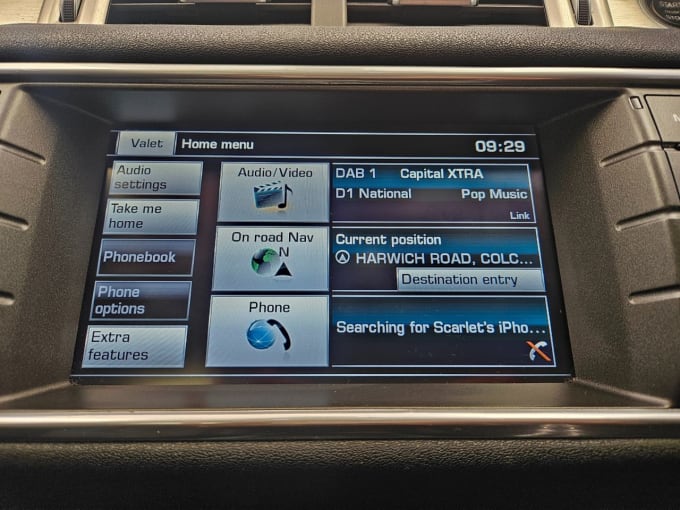 START
Valet
Home menu
09:29
Audio
settings
Take me
home
Phonebook
Phone
options
Extra
features
Audio/Video
On road Nav
N
Phone
DAB 1 Capital XTRA
D1 National Pop Music
Link
Current position
HARWICH ROAD, COLC...
Destination entry
Searching for Scarlet's iPho...